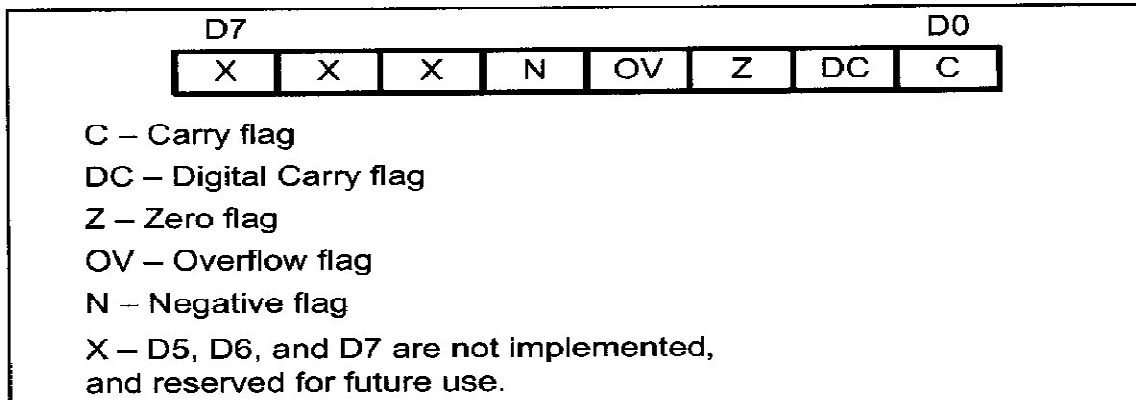 D7 D0
X X X N OV Z DC C
C – Carry flag
DC – Digital Carry flag
Z – Zero flag
OV – Overflow flag
N – Negative flag
X – D5, D6, and D7 are not implemented,
and reserved for future use.